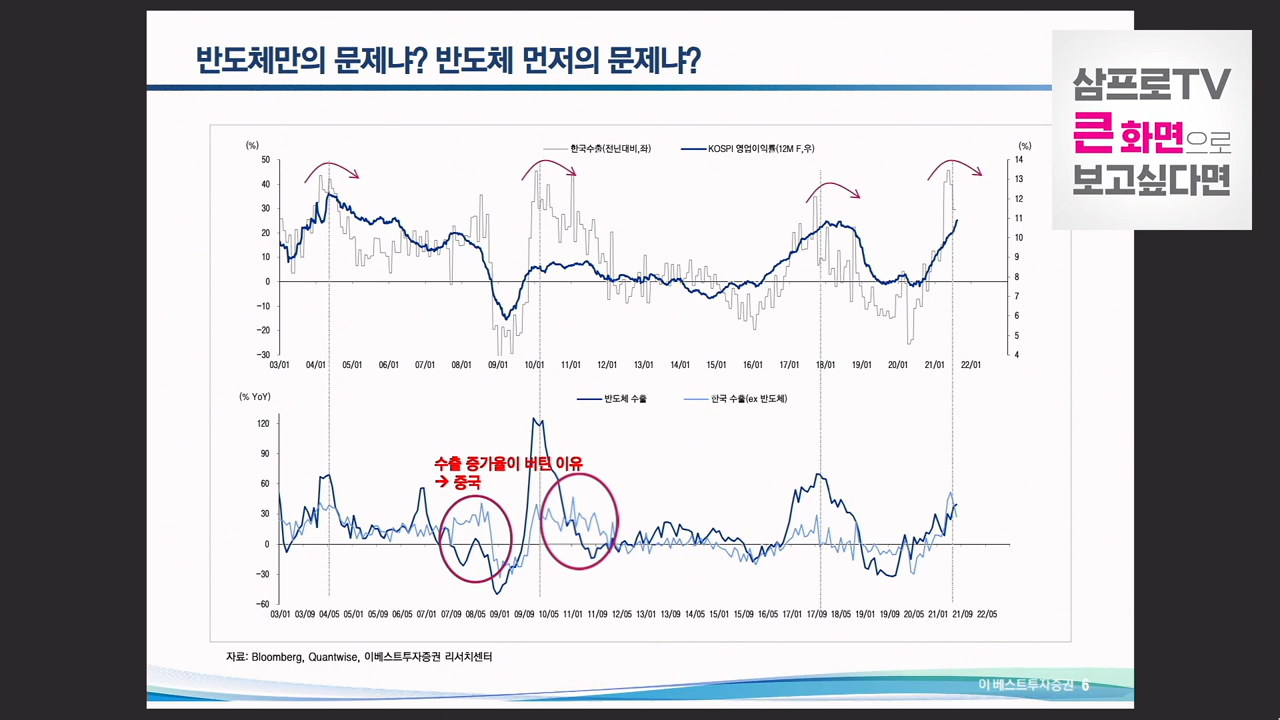 반도체만의 문제냐? 반도체 먼저의 문제냐?
삼프로TV
큰 화면으로
보고싶다면
(%)
한국수출(전년대비,좌)
KOSPI 영업이익률(12M F,우)
(%)
50
40
30
20
10
0
-10
-20
-30
14
13
12
11
10
9
8
7
6
5
4
03/01 04/01 05/01 06/01 07/01 08/01 09/01 10/01 11/01 12/01 13/01 14/01 15/01 16/01 17/01 18/01 19/01 20/01 21/01 22/01
(% YoY)
반도체 수출
한국 수출(ex 반도체)
120
90
60
30
0
-30
-60
수출 증가율이 버틴 이유
→ 중국
03/01 03/09 04/05 05/01 05/09 06/05 07/01 07/09 08/05 09/01 09/09 10/05 11/01 11/09 12/05 13/01 13/09 14/05 15/01 15/09 16/05 17/01 17/09 18/05 19/01 19/09 20/05 21/01 21/09 22/05
자료: Bloomberg, Quantwise, 이베스트투자증권 리서치센터
이베스트투자증권 6